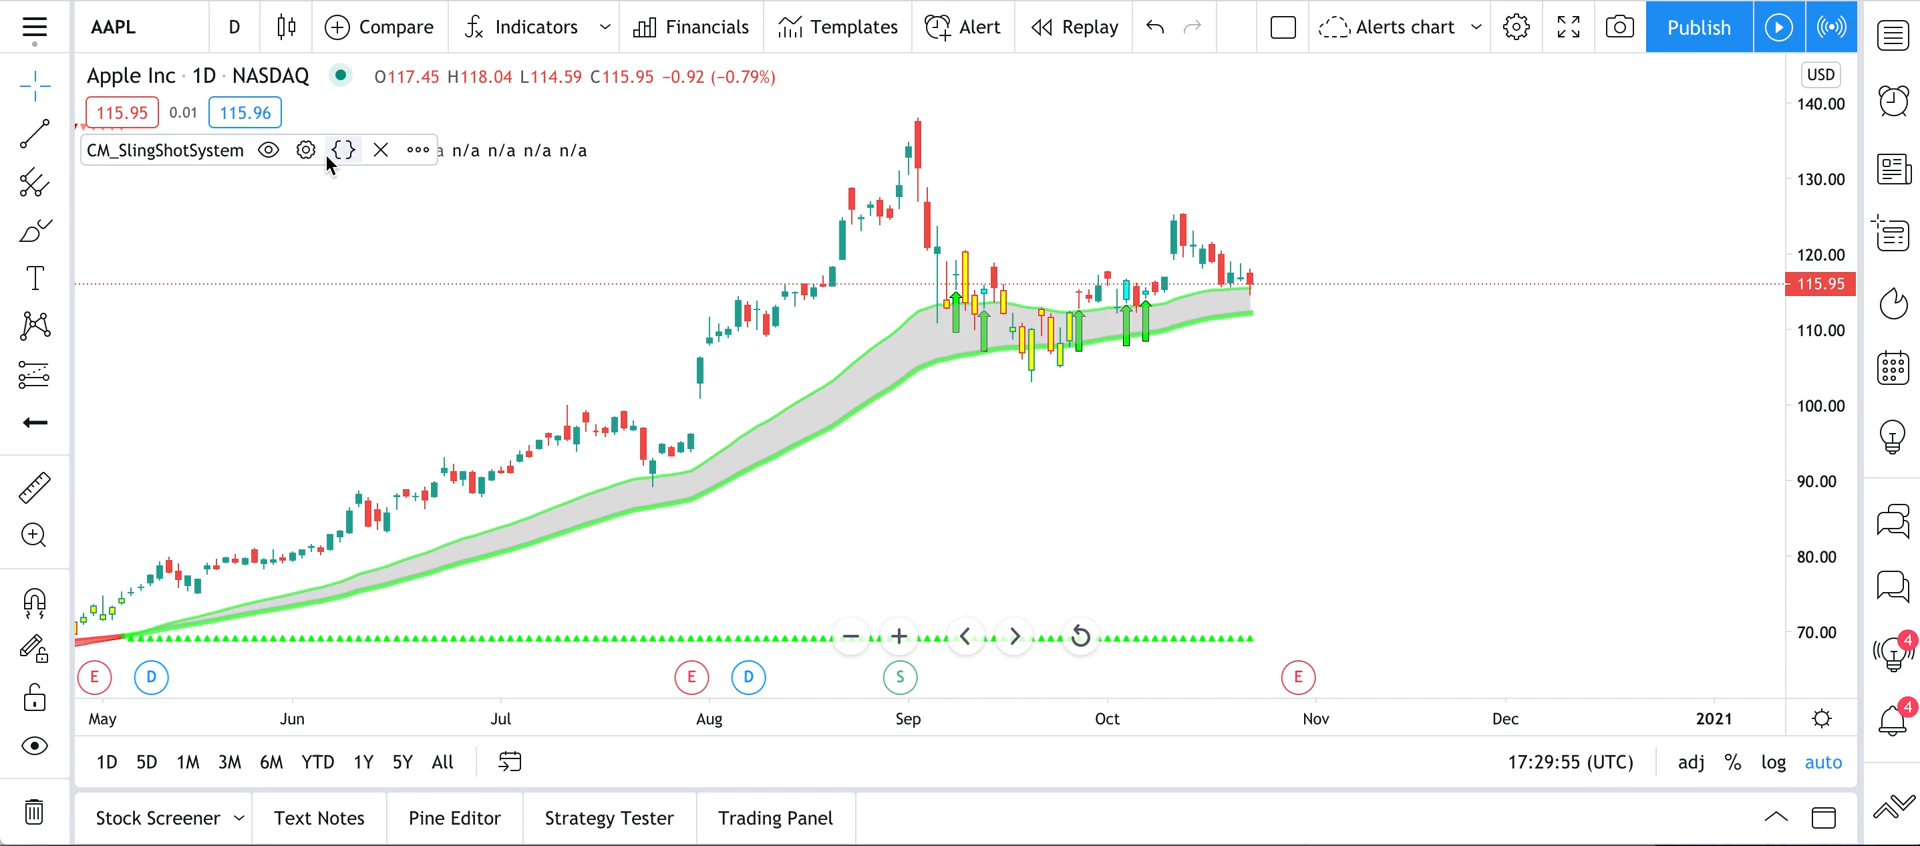 AAPL D Compare Indicators Financials Templates Alert Replay Alerts chart Publish
Apple Inc · 1D · NASDAQ O117.45 H118.04 L114.59 C115.95 −0.92 (−0.79%) USD
115.95 0.01 115.96
CM_SlingShotSystem {} a n/a n/a n/a n/a
140.00
130.00
120.00
115.95
110.00
100.00
90.00
80.00
70.00
E D E D S E
May Jun Jul Aug Sep Oct Nov Dec 2021
1D 5D 1M 3M 6M YTD 1Y 5Y All 17:29:55 (UTC) adj % log auto
Stock Screener Text Notes Pine Editor Strategy Tester Trading Panel
4
4